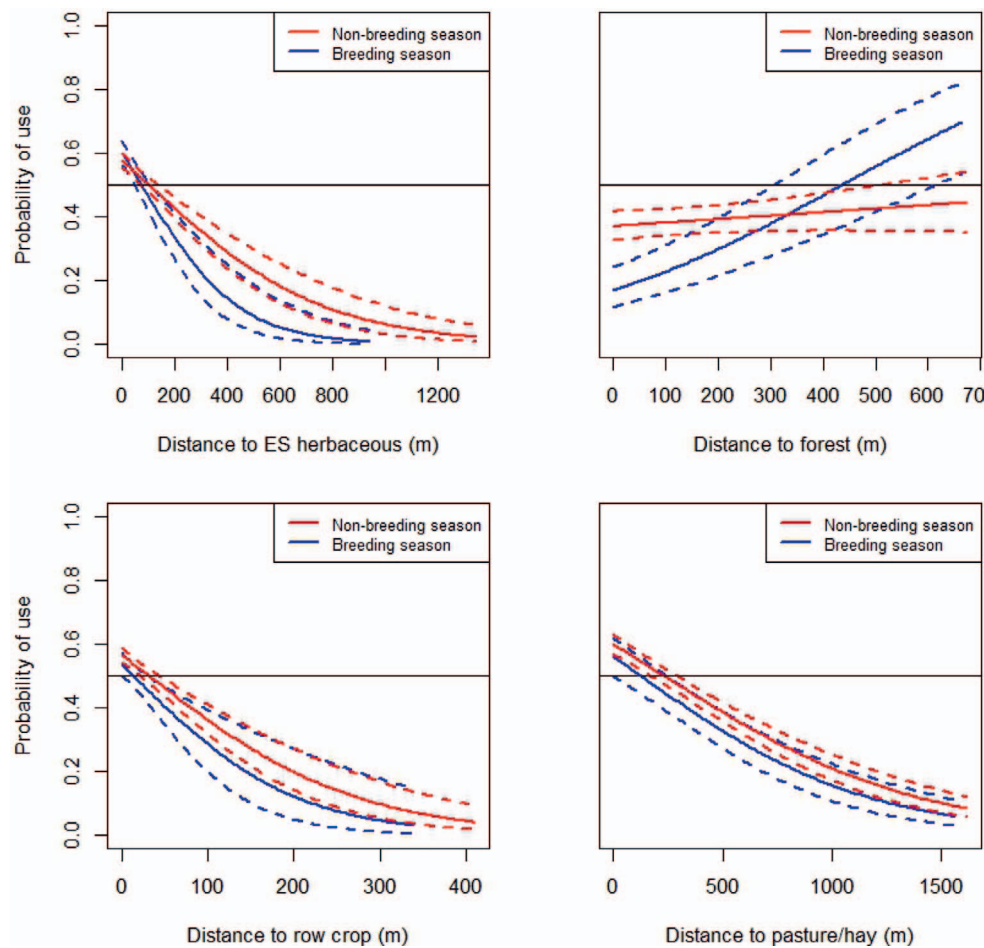 Non-breeding season
Breeding season
Probability of use
0.0 0.2 0.4 0.6 0.8 1.0
0 200 400 600 800 1200
Distance to ES herbaceous (m)
Non-breeding season
Breeding season
0 100 200 300 400 500 600 70
Distance to forest (m)
Non-breeding season
Breeding season
Probability of use
0.0 0.2 0.4 0.6 0.8 1.0
0 100 200 300 400
Distance to row crop (m)
Non-breeding season
Breeding season
0 500 1000 1500
Distance to pasture/hay (m)